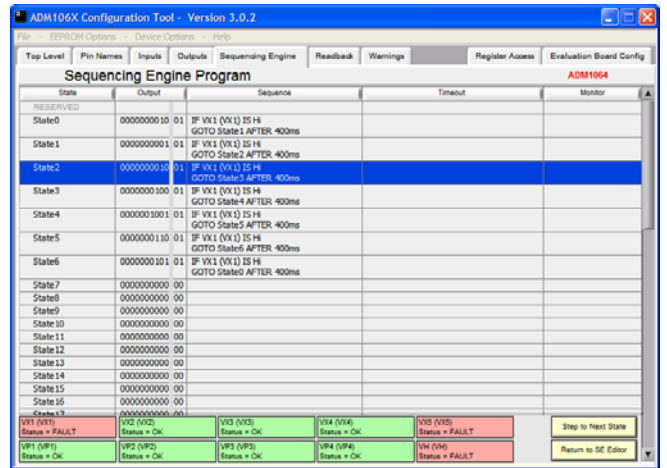 ADM106X Configuration Tool - Version 3.0.2
File - EEPROM Options - Device Options - Help
Top Level Pin Names Inputs Outputs Sequencing Engine Readback Warnings Register Access Evaluation Board Config
Sequencing Engine Program ADM1064
State Output Sequence Timeout Monitor
RESERVED
State0 0000000010 01 IF VX1 (VX1) IS Hi
GOTO State1 AFTER 400ms
State1 0000000001 01 IF VX1 (VX1) IS Hi
GOTO State2 AFTER 400ms
State2 0000000010 01 IF VX1 (VX1) IS Hi
GOTO State3 AFTER 400ms
State3 0000000100 01 IF VX1 (VX1) IS Hi
GOTO State4 AFTER 400ms
State4 0000001001 01 IF VX1 (VX1) IS Hi
GOTO State5 AFTER 400ms
State5 0000000110 01 IF VX1 (VX1) IS Hi
GOTO State6 AFTER 400ms
State6 0000000101 01 IF VX1 (VX1) IS Hi
GOTO State0 AFTER 400ms
State7 0000000000 00
State8 0000000000 00
State9 0000000000 00
State10 0000000000 00
State11 0000000000 00
State12 0000000000 00
State13 0000000000 00
State14 0000000000 00
State15 0000000000 00
State16 0000000000 00
State17 0000000000 00
VX1 (VX1) VX2 (VX2) VX3 (VX3) VX4 (VX4) VX5 (VX5)
Status = FAULT Status = OK Status = OK Status = OK Status = FAULT
Step to Next State
VP1 (VP1) VP2 (VP2) VP3 (VP3) VP4 (VP4) VH (VH)
Status = OK Status = OK Status = OK Status = OK Status = FAULT
Return to SE Editor